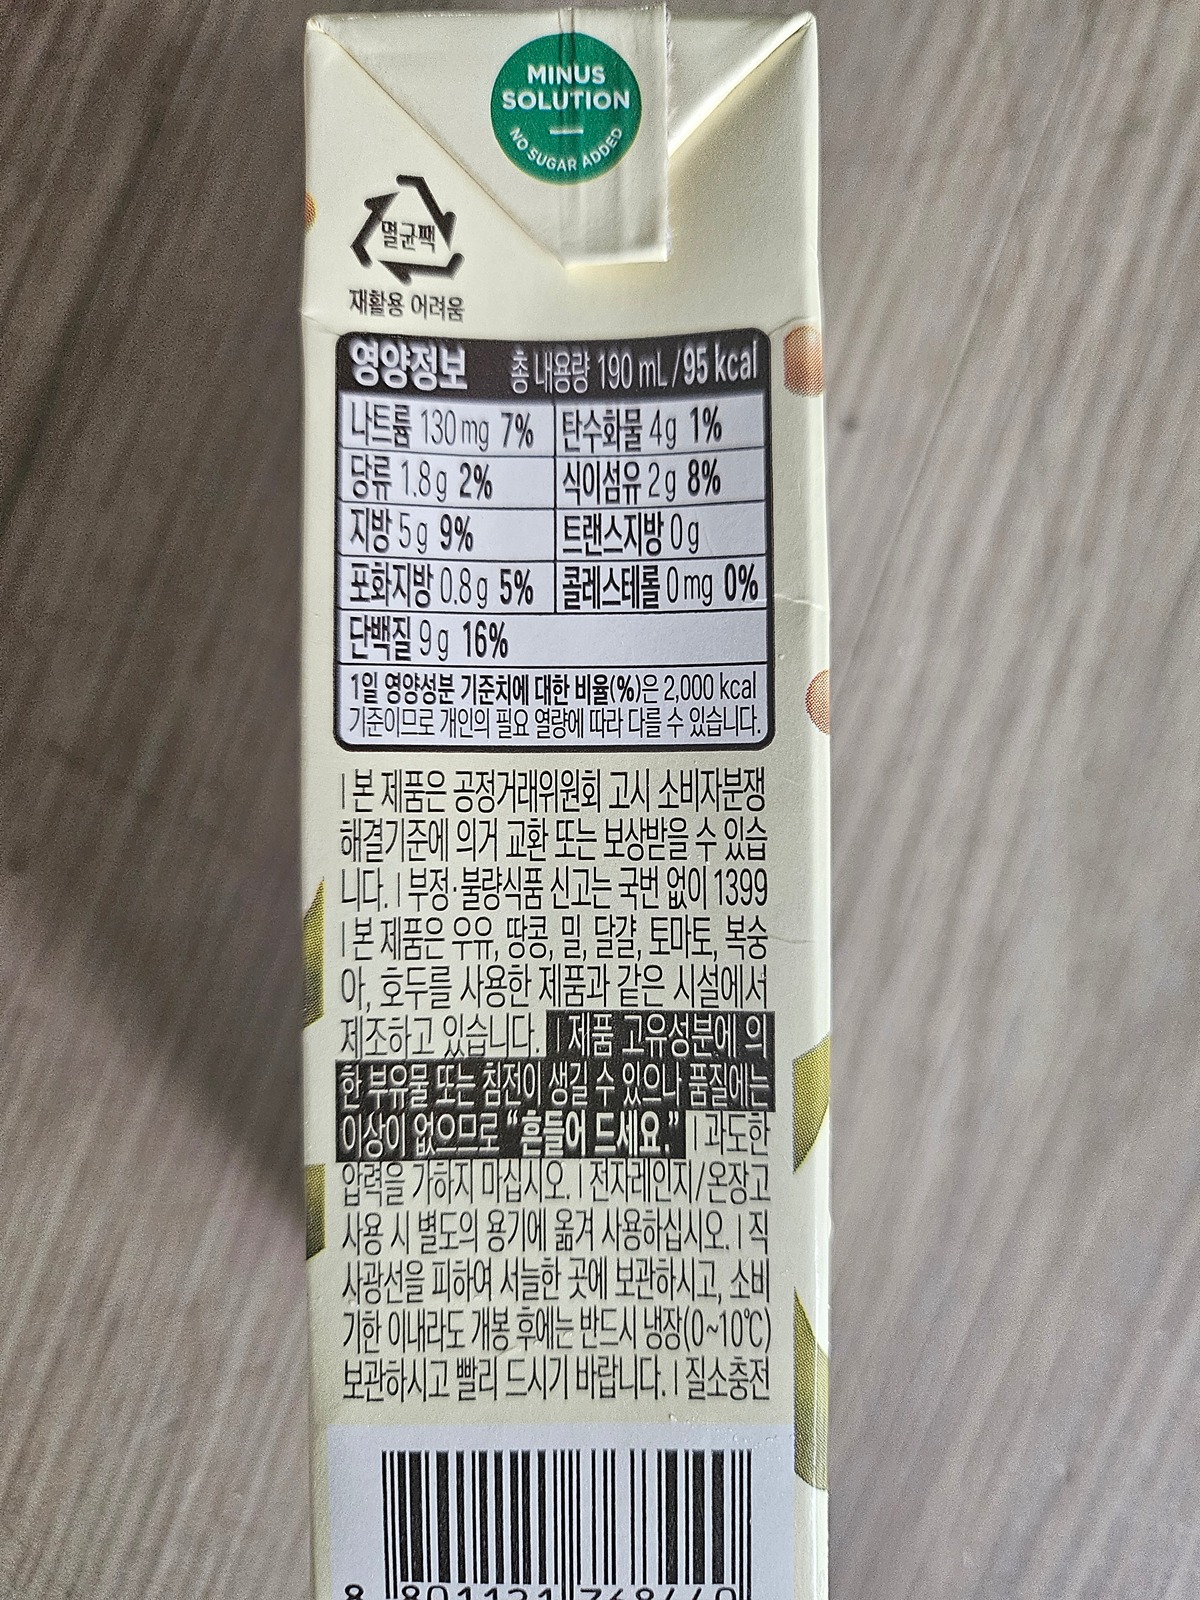 MINUS
SOLUTION
NO SUGAR ADDED
멸균팩
재활용 어려움
영양정보 총 내용량 190 mL/95 kcal
나트륨 130mg 7% 탄수화물 4g 1%
당류 1.8g 2% 식이섬유 2g 8%
지방 5g 9% 트랜스지방 0g
포화지방 0.8g 5% 콜레스테롤 0mg 0%
단백질 9g 16%
1일 영양성분 기준치에 대한 비율(%)은 2,000 kcal
기준이므로 개인의 필요 열량에 따라 다를 수 있습니다.
| 본 제품은 공정거래위원회 고시 소비자분쟁
해결기준에 의거 교환 또는 보상받을 수 있습
니다. | 부정·불량식품 신고는 국번 없이 1399
| 본 제품은 우유, 땅콩, 밀, 달걀, 토마토, 복숭
아, 호두를 사용한 제품과 같은 시설에서
제조하고 있습니다. | 제품 고유성분에 의
한 부유물 또는 침전이 생길 수 있으나 품질에는
이상이 없으므로 “흔들어 드세요.” | 과도한
압력을 가하지 마십시오. | 전자레인지/온장고
사용 시 별도의 용기에 옮겨 사용하십시오. | 직
사광선을 피하여 서늘한 곳에 보관하시고, 소비
기한 이내라도 개봉 후에는 반드시 냉장(0~10℃)
보관하시고 빨리 드시기 바랍니다. | 질소충전
8 801121 768440